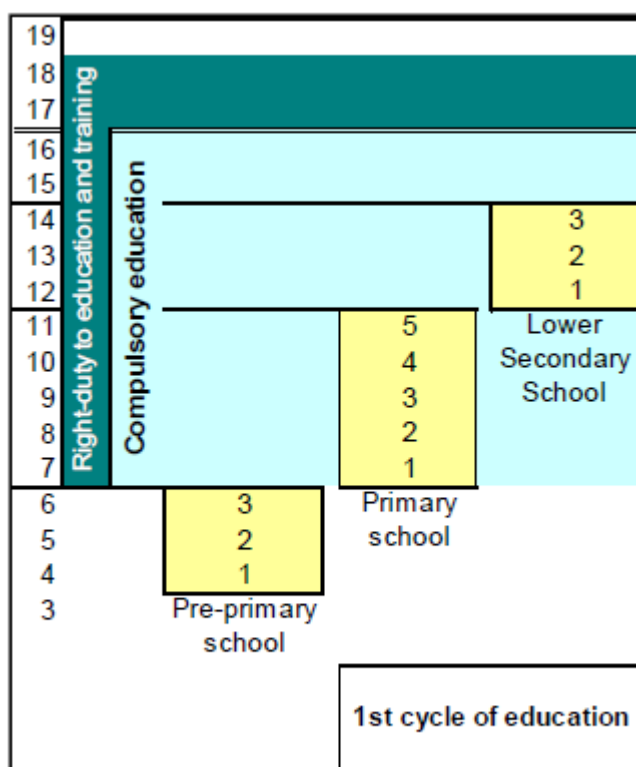 19
18
17
16
15
14
13
12
11
10
9
8
7
6
5
4
3
Right-duty to education and training
Compulsory education
3
2
1
Pre-primary
school
5
4
3
2
1
Primary
school
3
2
1
Lower
Secondary
School
1st cycle of education